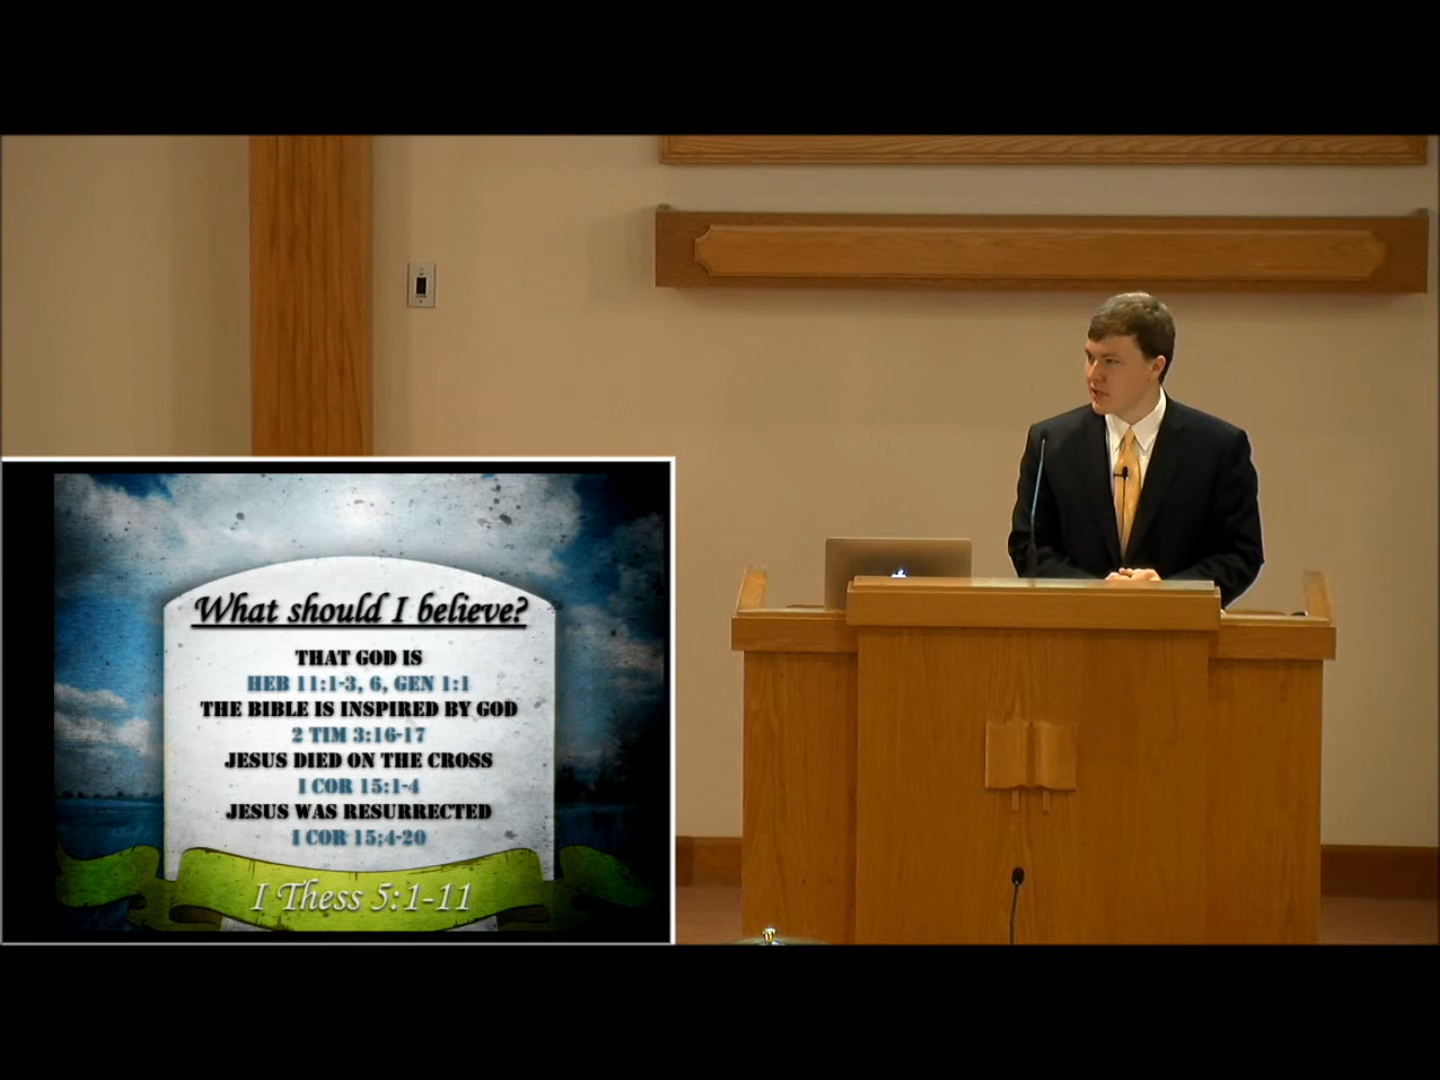 What should I believe?
THAT GOD IS
HEB 11:1-3, 6, GEN 1:1
THE BIBLE IS INSPIRED BY GOD
2 TIM 3:16-17
JESUS DIED ON THE CROSS
I COR 15:1-4
JESUS WAS RESURRECTED
I COR 15;4-20
I Thess 5:1-11